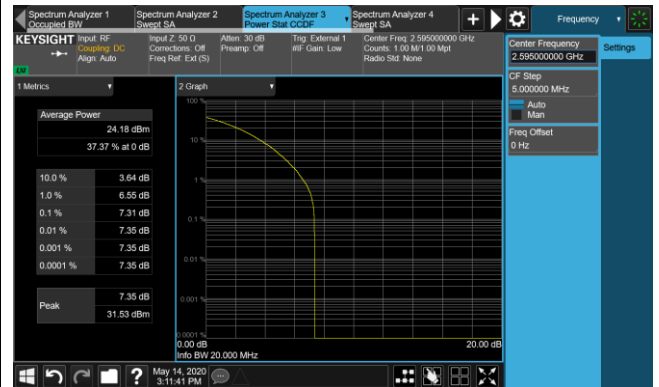 Spectrum Analyzer 1
Occupied BW
Spectrum Analyzer 2
Swept SA
Spectrum Analyzer 3
Power Stat CCDF
Spectrum Analyzer 4
Swept SA
Frequency
KEYSIGHT
Input: RF
Coupling: DC
Align: Auto
Input Z: 50 Ω
Corrections: Off
Freq Ref: Ext (S)
Atten: 30 dB
Preamp: Off
Trig: External 1
#IF Gain: Low
Center Freq: 2.595000000 GHz
Counts: 1.00 M/1.00 Mpt
Radio Std: None
Center Frequency
2.595000000 GHz
Settings
CF Step
5.000000 MHz
Auto
Man
Freq Offset
0 Hz
1 Metrics
Average Power
24.18 dBm
37.37 % at 0 dB
10.0 % 3.64 dB
1.0 % 6.55 dB
0.1 % 7.31 dB
0.01 % 7.35 dB
0.001 % 7.35 dB
0.0001 % 7.35 dB
Peak
7.35 dB
31.53 dBm
2 Graph
100 %
10 %
1 %
0.1 %
0.01 %
0.001 %
0.0001 %
0.00 dB
20.00 dB
Info BW 20.000 MHz
May 14, 2020
3:11:41 PM